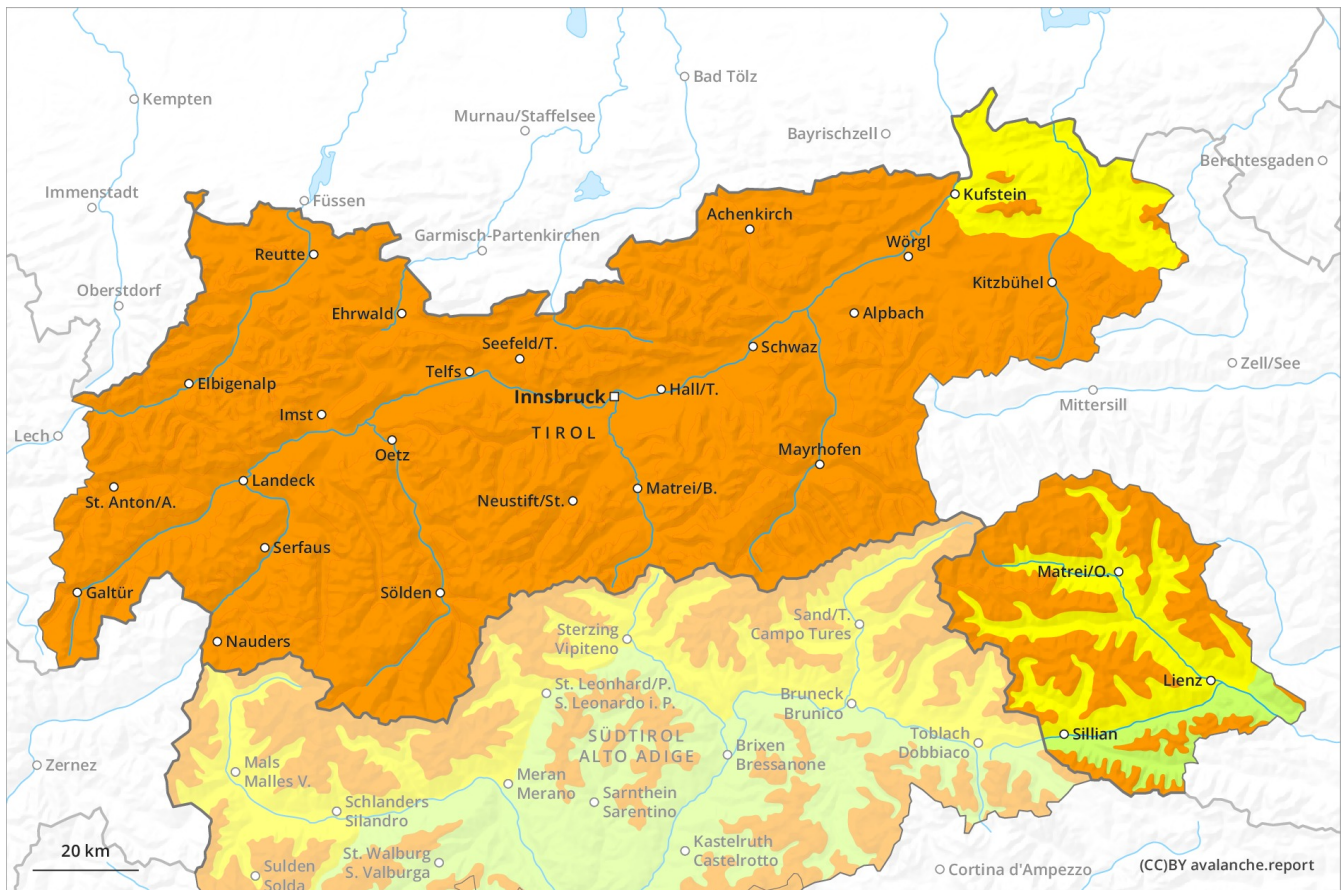 Bad Tölz
Kempten
Murnau/Staffelsee
Bayrischzell
Berchtesgaden
Immenstadt
Füssen
Kufstein
Achenkirch
Garmisch-Partenkirchen
Wörgl
Reutte
Kitzbühel
Oberstdorf
Ehrwald
Alpbach
Seefeld/T.
Schwaz
Zell/See
Telfs
Elbigenalp
Innsbruck
Hall/T.
Mittersill
Imst
TIROL
Lech
Oetz
Mayrhofen
Landeck
St. Anton/A.
Neustift/St.
Matrei/B.
Serfaus
Matrei/O.
Galtür
Sölden
Sand/T.
Campo Tures
Sterzing
Vipiteno
Nauders
Lienz
St. Leonhard/P.
S. Leonardo i. P.
Bruneck
Brunico
Sillian
SÜDTIROL
ALTO ADIGE
Toblach
Dobbiaco
Brixen
Bressanone
Zernez
Mals
Malles V.
Meran
Merano
Sarnthein
Sarentino
Schlanders
Silandro
20 km
St. Walburg
S. Valburga
Kastelruth
Castelrotto
Sulden
Solda
Cortina d'Ampezzo
(CC)BY avalanche.report